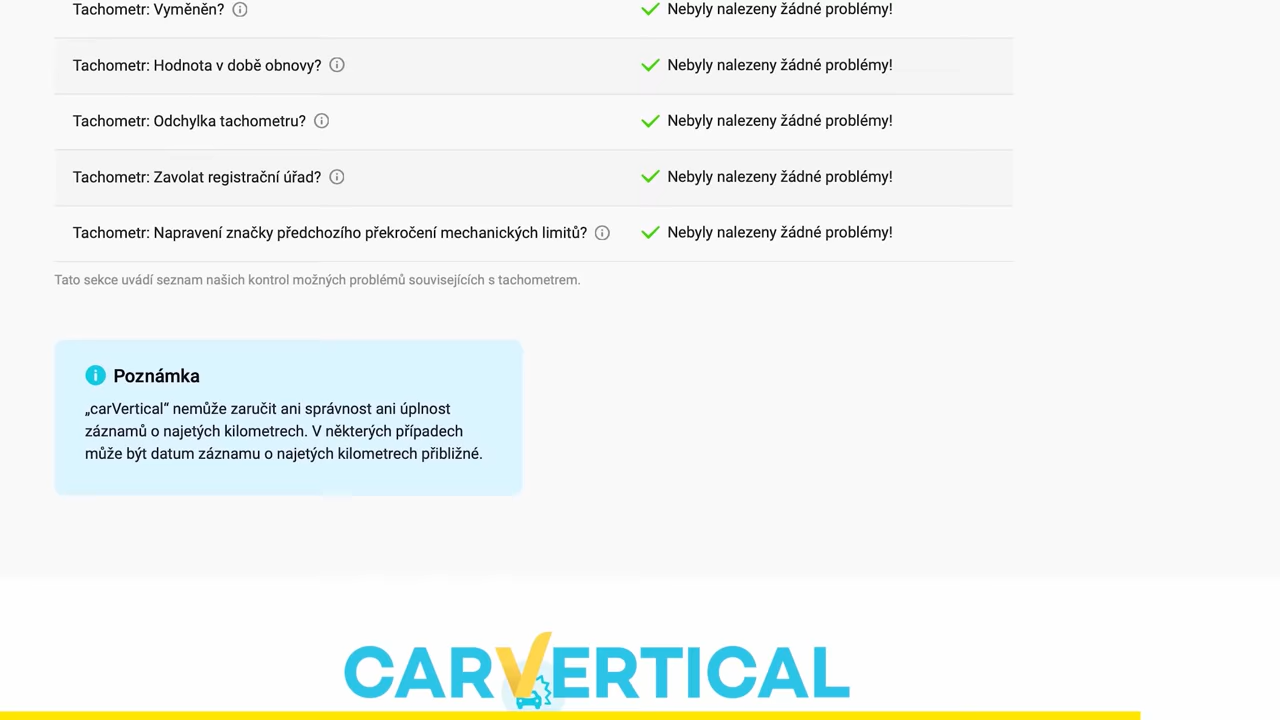 Tachometr: Vyměněn?
Nebyly nalezeny žádné problémy!
Tachometr: Hodnota v době obnovy?
Nebyly nalezeny žádné problémy!
Tachometr: Odchylka tachometru?
Nebyly nalezeny žádné problémy!
Tachometr: Zavolat registrační úřad?
Nebyly nalezeny žádné problémy!
Tachometr: Napravení značky předchozího překročení mechanických limitů?
Nebyly nalezeny žádné problémy!
Tato sekce uvádí seznam našich kontrol možných problémů souvisejících s tachometrem.
Poznámka
„carVertical“ nemůže zaručit ani správnost ani úplnost
záznamů o najetých kilometrech. V některých případech
může být datum záznamu o najetých kilometrech přibližné.
CARVERTICAL